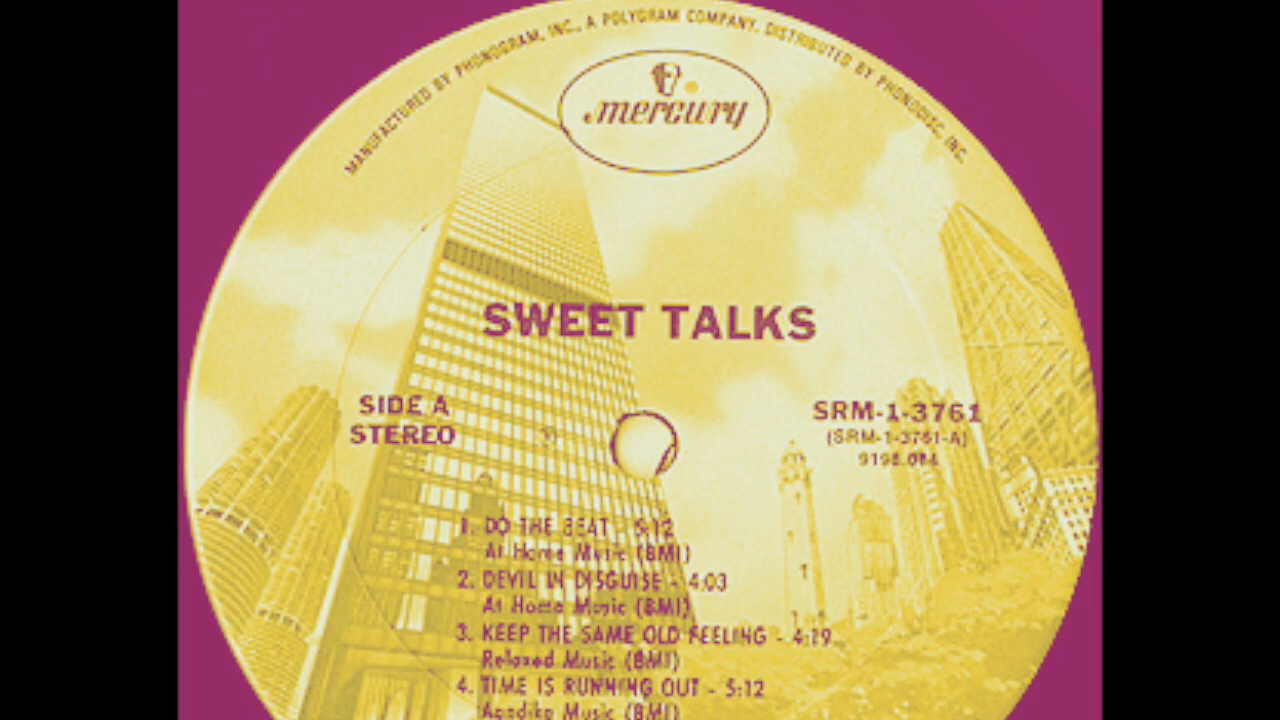 MANUFACTURED BY PHONOGRAM, INC., A POLYGRAM COMPANY, DISTRIBUTED BY PHONODISC, INC.
mercury
SWEET TALKS
SIDE A
STEREO
SRM-1-3761
(SRM-1-3761-A)
1. DO THE BEAT -
At Home Music (BMI)
2. DEVIL IN DISGUISE - 4:03
At Home Music (BMI)
3. KEEP THE SAME OLD FEELING - 4:19
Relaxed Music (BMI)
4. TIME IS RUNNING OUT - 5:12
Music (BMI)